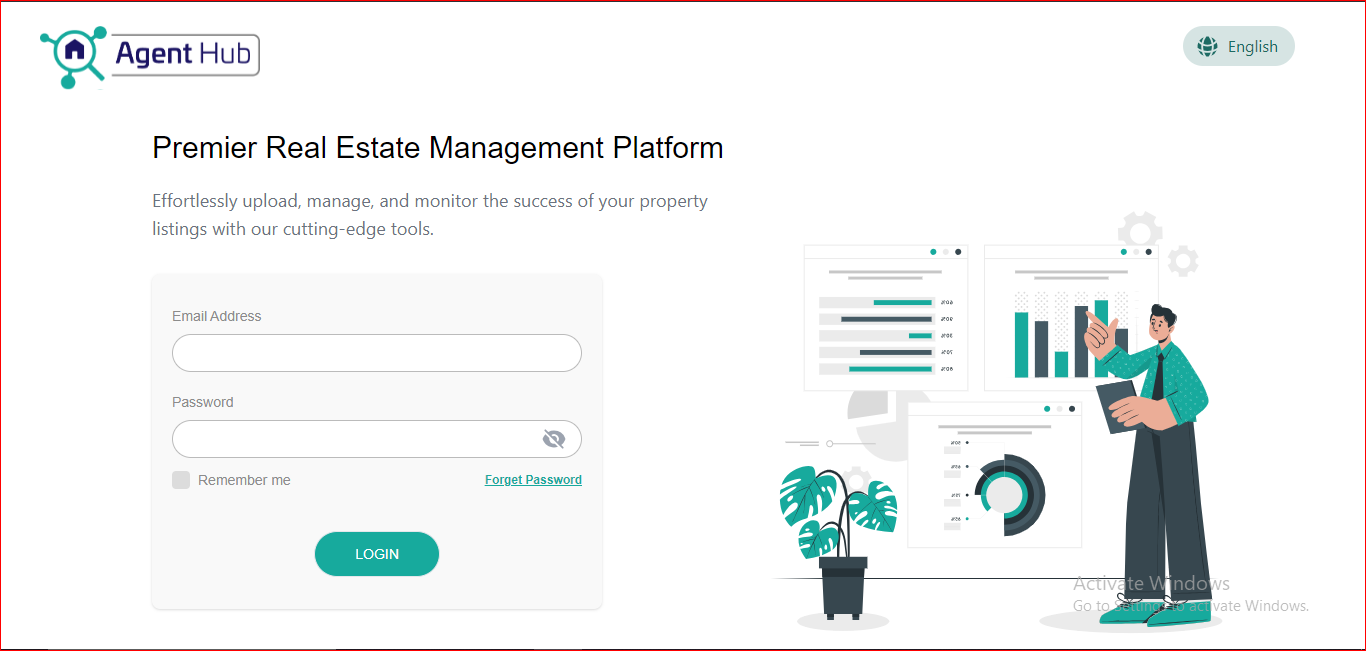 Agent Hub
English
Premier Real Estate Management Platform
Effortlessly upload, manage, and monitor the success of your property
listings with our cutting-edge tools.
Email Address
Password
Remember me
Forget Password
LOGIN
Activate Windows
Go to Settings to activate Windows.